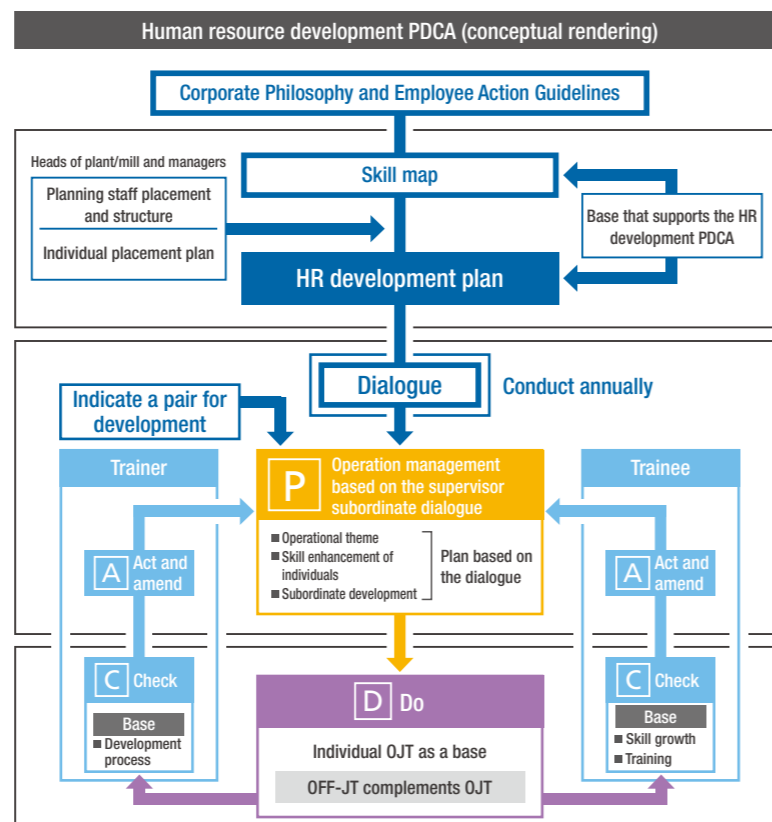 Human resource development PDCA (conceptual rendering)
Corporate Philosophy and Employee Action Guidelines
Heads of plant/mill and managers
Planning staff placement
and structure
Individual placement plan
Skill map
Base that supports the HR
development PDCA
HR development plan
Dialogue
Conduct annually
Indicate a pair for
development
Trainer
P
Operation management
based on the supervisor
subordinate dialogue
■ Operational theme
■ Skill enhancement of
individuals
■ Subordinate development
Plan based on
the dialogue
Trainee
A Act and
amend
A Act and
amend
C Check
Base
■ Development
process
D Do
Individual OJT as a base
OFF-JT complements OJT
C Check
Base
■ Skill growth
■ Training